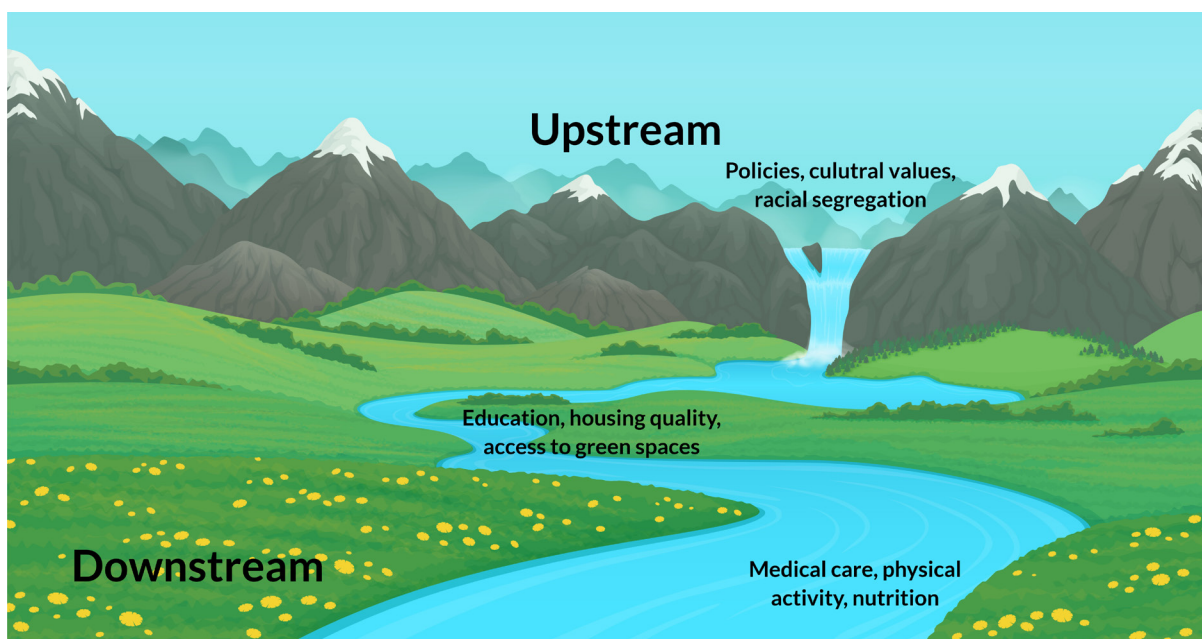 Upstream
Policies, culutral values,
racial segregation
Education, housing quality,
access to green spaces
Downstream
Medical care, physical
activity, nutrition